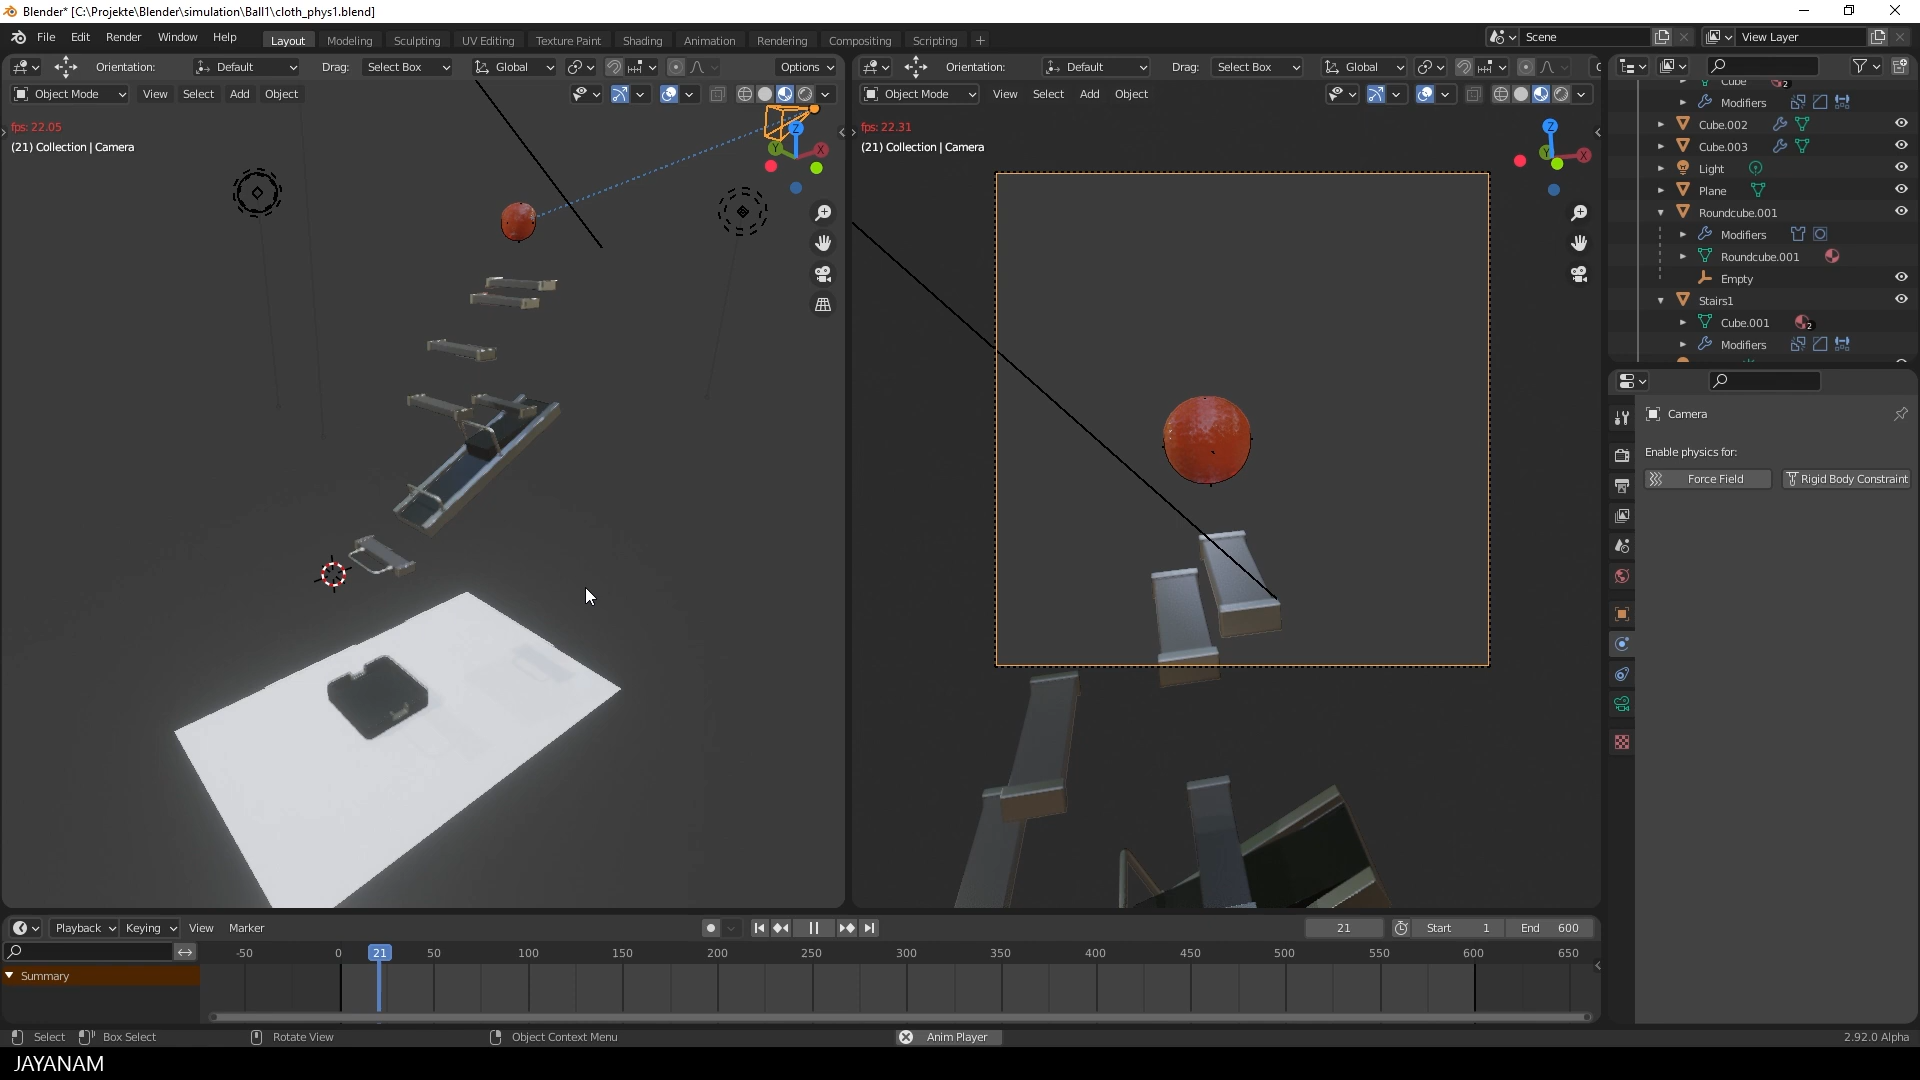 Blender* [C:\Projekte\Blender\simulation\Ball1\cloth_phys1.blend]
File Edit Render Window Help
Layout Modeling Sculpting UV Editing Texture Paint Shading Animation Rendering Compositing Scripting +
Scene
View Layer
Orientation: Default Drag: Select Box Global Options
Object Mode View Select Add Object
fps: 22.05
(21) Collection | Camera
Z
Y
X
Orientation: Default Drag: Select Box Global
Object Mode View Select Add Object
fps: 22.31
(21) Collection | Camera
Z
Y
X
Cube 2
Modifiers
Cube.002
Cube.003
Light
Plane
Roundcube.001
Modifiers
Roundcube.001
Empty
Stairs1
Cube.001 2
Modifiers
Camera
Enable physics for:
Force Field Rigid Body Constraint
Playback Keying View Marker
21 Start 1 End 600
-50 0 21 50 100 150 200 250 300 350 400 450 500 550 600 650
Summary
Select Box Select Rotate View Object Context Menu Anim Player 2.92.0 Alpha
JAYANAM